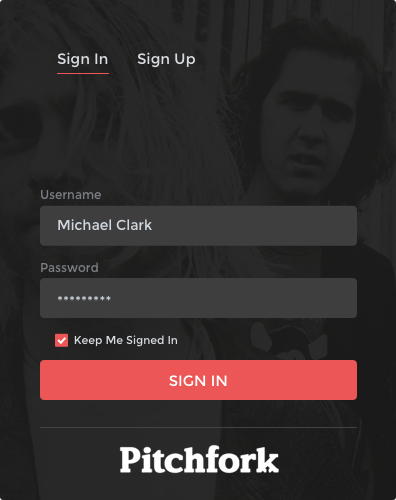 Sign In Sign Up
Username
Michael Clark
Password
*********
Keep Me Signed In
SIGN IN
Pitchfork